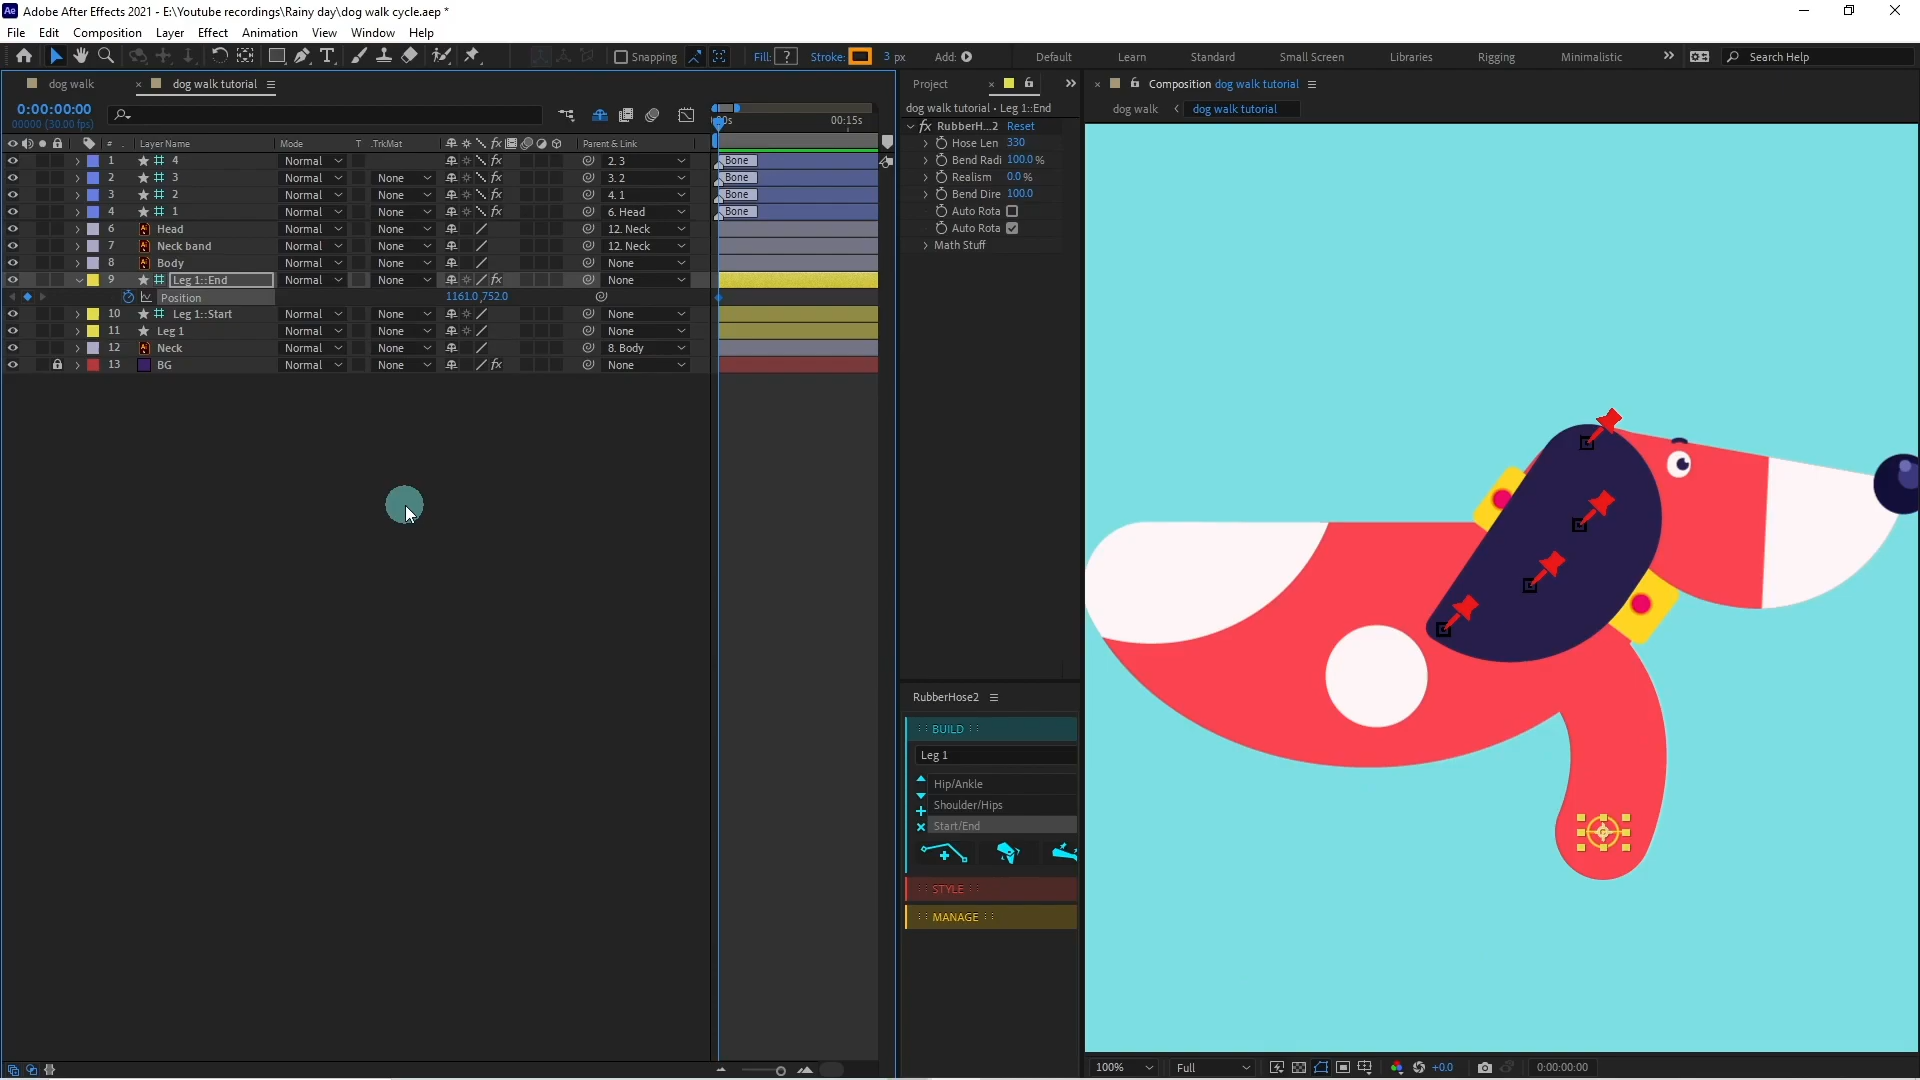 Ae Adobe After Effects 2021 - E:\Youtube recordings\Rainy day\dog walk cycle.aep *
File Edit Composition Layer Effect Animation View Window Help
Snapping Fill: ? Stroke: 3 px Add: Default Learn Standard Small Screen Libraries Rigging Minimalistic Search Help
dog walk dog walk tutorial Project Composition dog walk tutorial
0:00:00:00
00000 (30.00 fps)
00:15s
dog walk tutorial • Leg 1::End
dog walk dog walk tutorial
# Layer Name Mode T .TrkMat Parent & Link
1 4 Normal 2. 3 Bone
2 3 Normal None 3. 2 Bone
3 2 Normal None 4. 1 Bone
4 1 Normal None 6. Head Bone
6 Head Normal None 12. Neck
7 Neck band Normal None 12. Neck
8 Body Normal None None
9 Leg 1::End Normal None None
Position 1161.0,752.0
10 Leg 1::Start Normal None None
11 Leg 1 Normal None None
12 Neck Normal None 8. Body
13 BG Normal None None
fx RubberH...2 Reset
Hose Len 330
Bend Radi 100.0 %
Realism 0.0 %
Bend Dire 100.0
Auto Rota
Auto Rota
Math Stuff
RubberHose2
BUILD
Leg 1
Hip/Ankle
Shoulder/Hips
Start/End
STYLE
MANAGE
100% Full +0.0 0:00:00:00